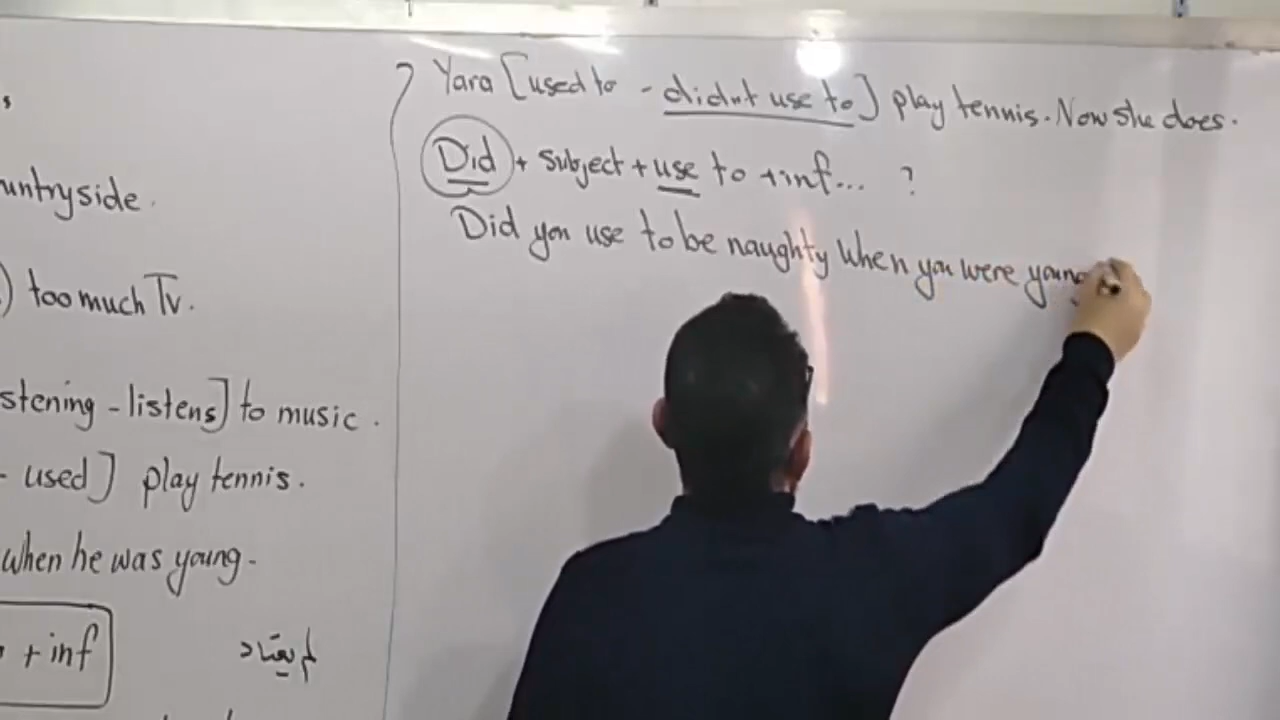 untryside.
) too much Tv.
stening - listens] to music.
- used] play tennis.
when he was young.
+ inf
لم يعتاد
Yara [used to - didn't use to] play tennis. Now she does.
Did + subject + use to + inf... ?
Did you use to be naughty when you were young